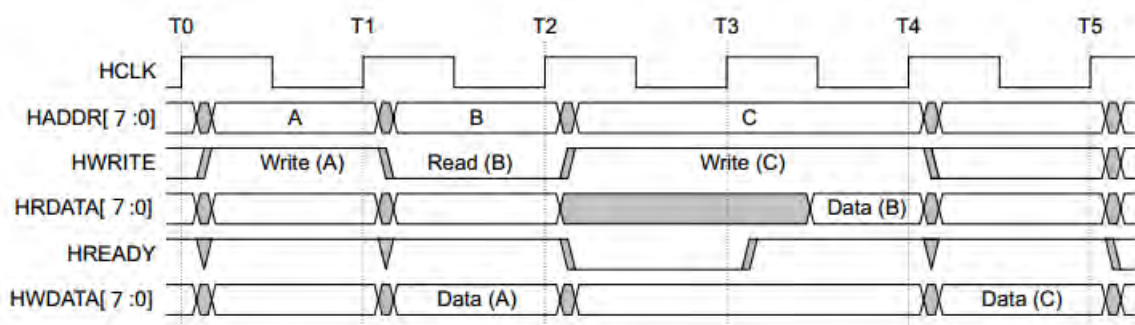 T0 T1 T2 T3 T4 T5
HCLK
HADDR[ 7 :0] A B C
HWRITE Write (A) Read (B) Write (C)
HRDATA[ 7 :0] Data (B)
HREADY
HWDATA[ 7 :0] Data (A) Data (C)